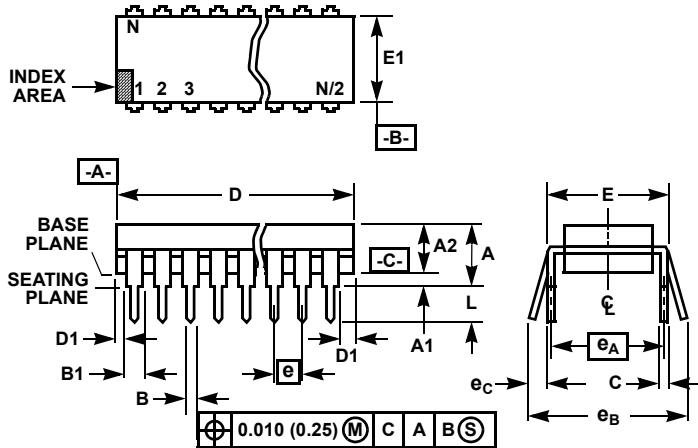 N
E1
INDEX
AREA
1 2 3 N/2
-B-
-A-
D
E
BASE
PLANE
A2
A
-C-
SEATING
PLANE
L
C
L
D1
A1
D1
eA
B1
e
eC
C
B
eB
0.010 (0.25) M C A B S